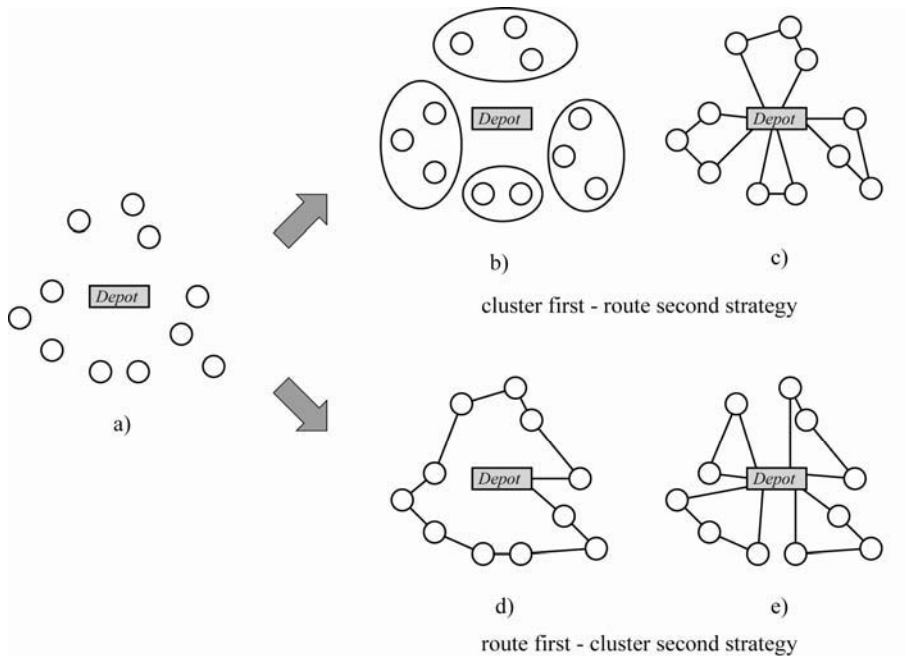 Depot
Depot
b)
c)
cluster first - route second strategy
Depot
a)
Depot
Depot
d)
e)
route first - cluster second strategy